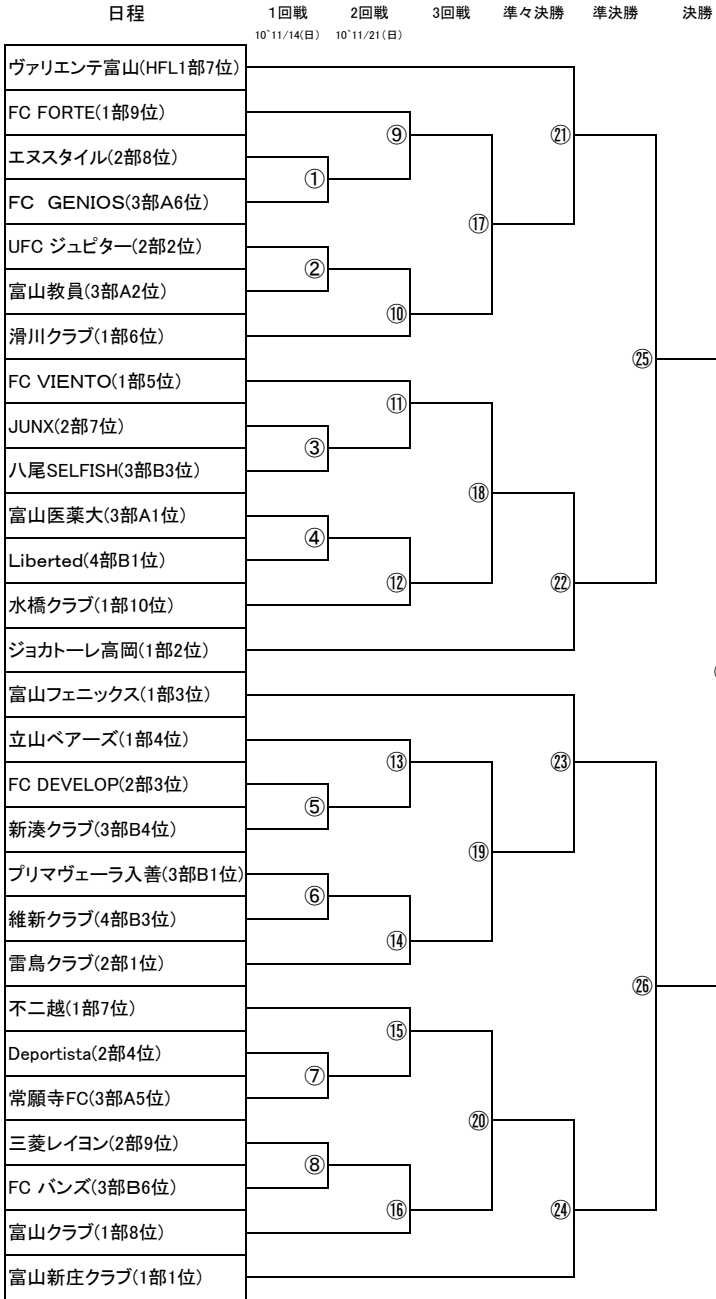 日程 1回戦 2回戦 3回戦 準々決勝 準決勝 決勝
10`11/14(日) 10`11/21(日)
ヴァリエンテ富山(HFL1部7位)
FC FORTE(1部9位)
⑨
㉑
エヌスタイル(2部8位)
①
FC GENIOS(3部A6位)
⑰
UFC ジュピター(2部2位)
②
富山教員(3部A2位)
⑩
滑川クラブ(1部6位)
㉕
FC VIENTO(1部5位)
⑪
JUNX(2部7位)
③
八尾SELFISH(3部B3位)
⑱
富山医薬大(3部A1位)
④
Liberted(4部B1位)
⑫
㉒
水橋クラブ(1部10位)
ジョカトーレ高岡(1部2位)
富山フェニックス(1部3位)
立山ベアーズ(1部4位)
⑬
㉓
FC DEVELOP(2部3位)
⑤
新湊クラブ(3部B4位)
⑲
プリマヴェーラ入善(3部B1位)
⑥
維新クラブ(4部B3位)
⑭
雷鳥クラブ(2部1位)
㉖
不二越(1部7位)
⑮
Deportista(2部4位)
⑦
常願寺FC(3部A5位)
⑳
三菱レイヨン(2部9位)
⑧
FC バンズ(3部B6位)
⑯
㉔
富山クラブ(1部8位)
富山新庄クラブ(1部1位)